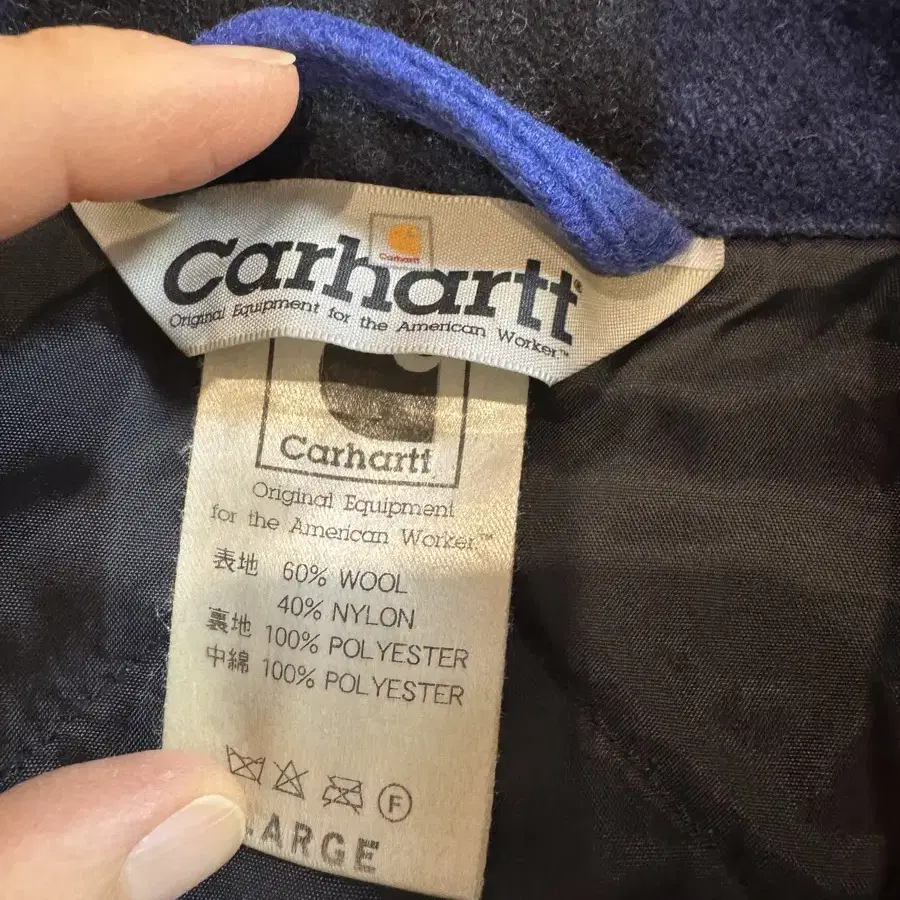 Carhartt
carhartt®
Original Equipment for the American Worker™
Carhartt
Original Equipment
for the American Worker™
表地 60% WOOL
40% NYLON
裏地 100% POLYESTER
中綿 100% POLYESTER
F
LARGE